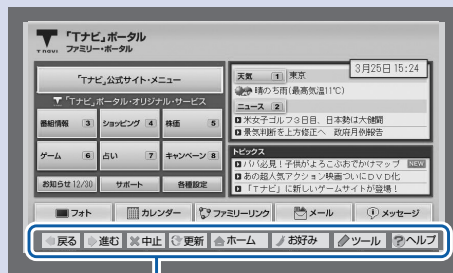 「Tナビ」ポータル
T navi ファミリー・ポータル
3月25日 15:24
「Tナビ」公式サイト・メニュー
「Tナビ」ポータル・オリジナル・サービス
番組情報 3 ショッピング 4 株価 5
ゲーム 6 占い 7 キャンペーン 8
お知らせ 12/30 サポート 各種設定
天気 1 東京
晴のち雨(最高気温11℃)
ニュース 2
米女子ゴルフ3日目、日本勢は大健闘
景気判断を上方修正へ 政府月例報告
トピックス
パパ必見！子供がよろこぶおでかけマップ NEW
あの超人気アクション映画ついにDVD化
「Tナビ」に新しいゲームサイトが登場！
フォト カレンダー ファミリーリンク メール メッセージ
戻る 進む 中止 更新 ホーム お好み ツール ヘルプ